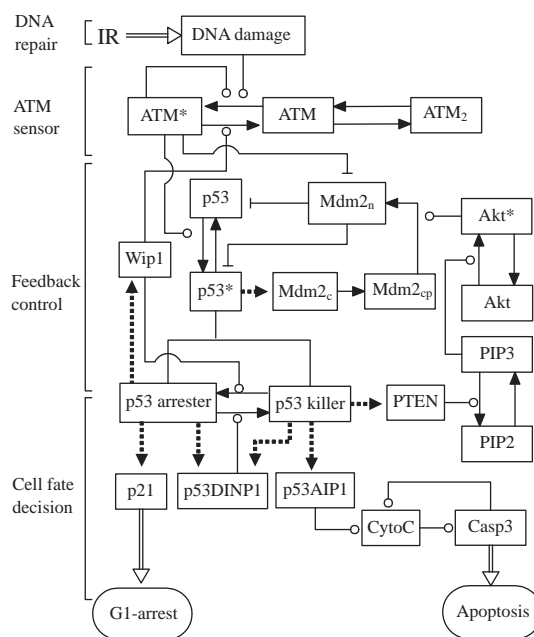 DNA
repair
IR
DNA damage
ATM
sensor
ATM*
ATM
ATM2
Feedback
control
p53
Mdm2n
Akt*
Wip1
p53*
Mdm2c
Mdm2cp
Akt
PIP3
p53 arrester
p53 killer
PTEN
PIP2
Cell fate
decision
p21
p53DINP1
p53AIP1
CytoC
Casp3
G1-arrest
Apoptosis